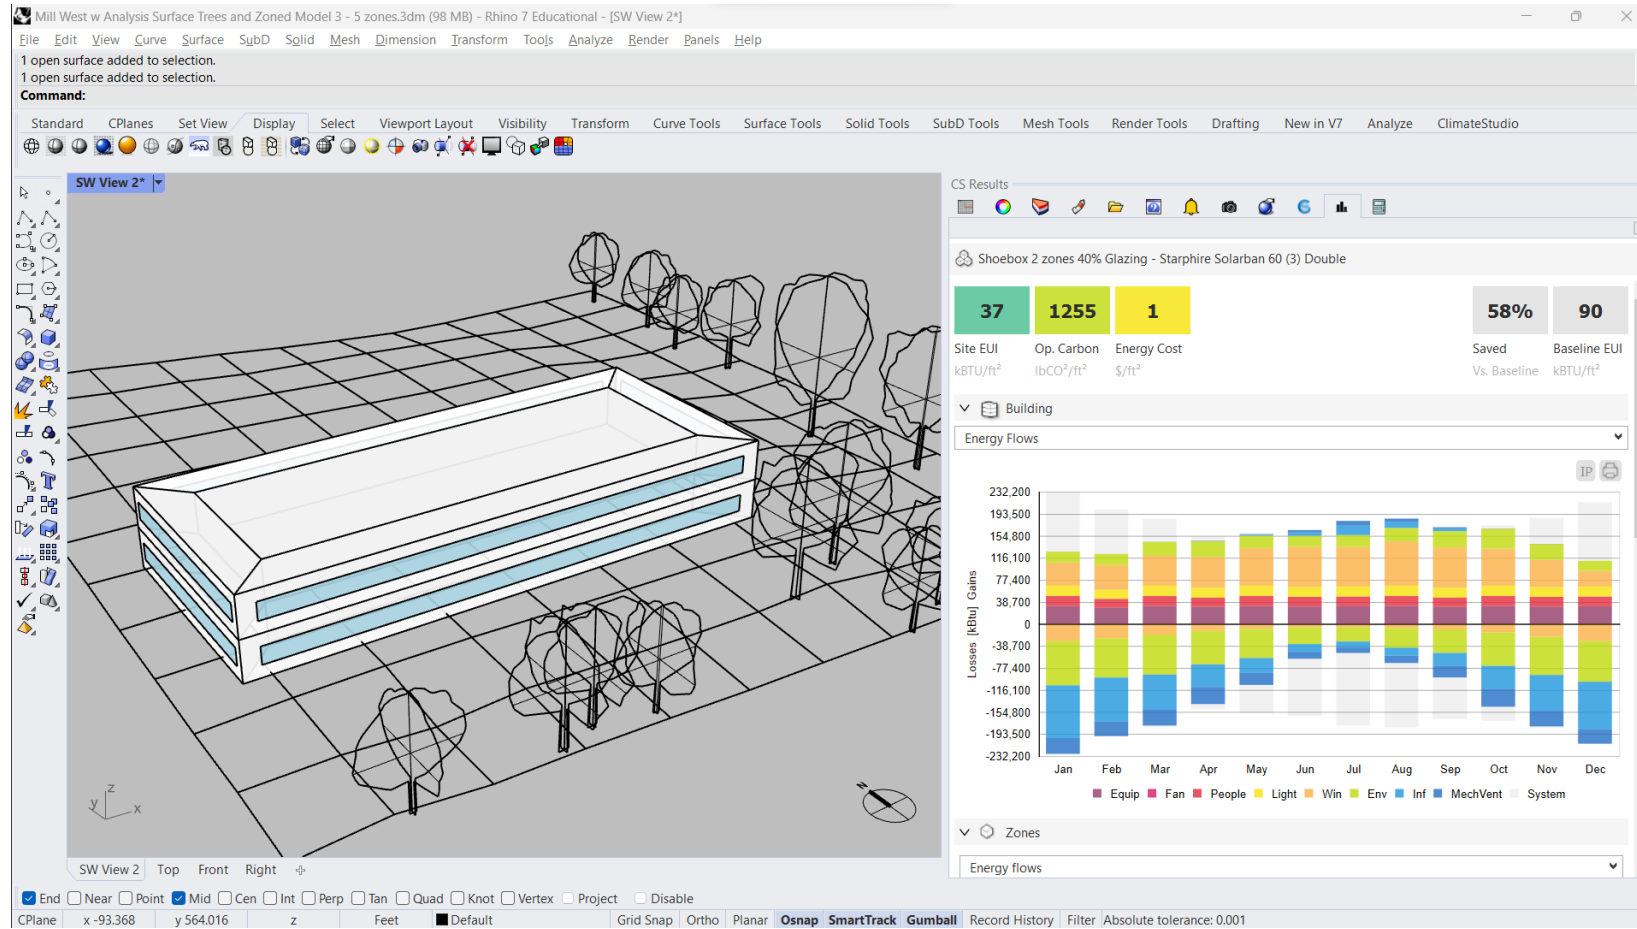 Mill West w Analysis Surface Trees and Zoned Model 3 - 5 zones.3dm (98 MB) - Rhino 7 Educational - [SW View 2*]
File Edit View Curve Surface SubD Solid Mesh Dimension Transform Tools Analyze Render Panels Help
1 open surface added to selection.
1 open surface added to selection.
Command:
Standard CPlanes Set View Display Select Viewport Layout Visibility Transform Curve Tools Surface Tools Solid Tools SubD Tools Mesh Tools Render Tools Drafting New in V7 Analyze ClimateStudio
SW View 2*
z
y
x
N
SW View 2 Top Front Right
CS Results
Shoebox 2 zones 40% Glazing - Starphire Solarban 60 (3) Double
37 1255 1 58% 90
Site EUI Op. Carbon Energy Cost Saved Baseline EUI
kBTU/ft² lbCO²/ft² $/ft² Vs. Baseline kBTU/ft²
Building
Energy Flows
IP
Losses [kBtu] Gains
232,200
193,500
154,800
116,100
77,400
38,700
0
-38,700
-77,400
-116,100
-154,800
-193,500
-232,200
Jan Feb Mar Apr May Jun Jul Aug Sep Oct Nov Dec
Equip Fan People Light Win Env Inf MechVent System
Zones
Energy flows
End Near Point Mid Cen Int Perp Tan Quad Knot Vertex Project Disable
CPlane x -93.368 y 564.016 z Feet Default Grid Snap Ortho Planar Osnap SmartTrack Gumball Record History Filter Absolute tolerance: 0.001